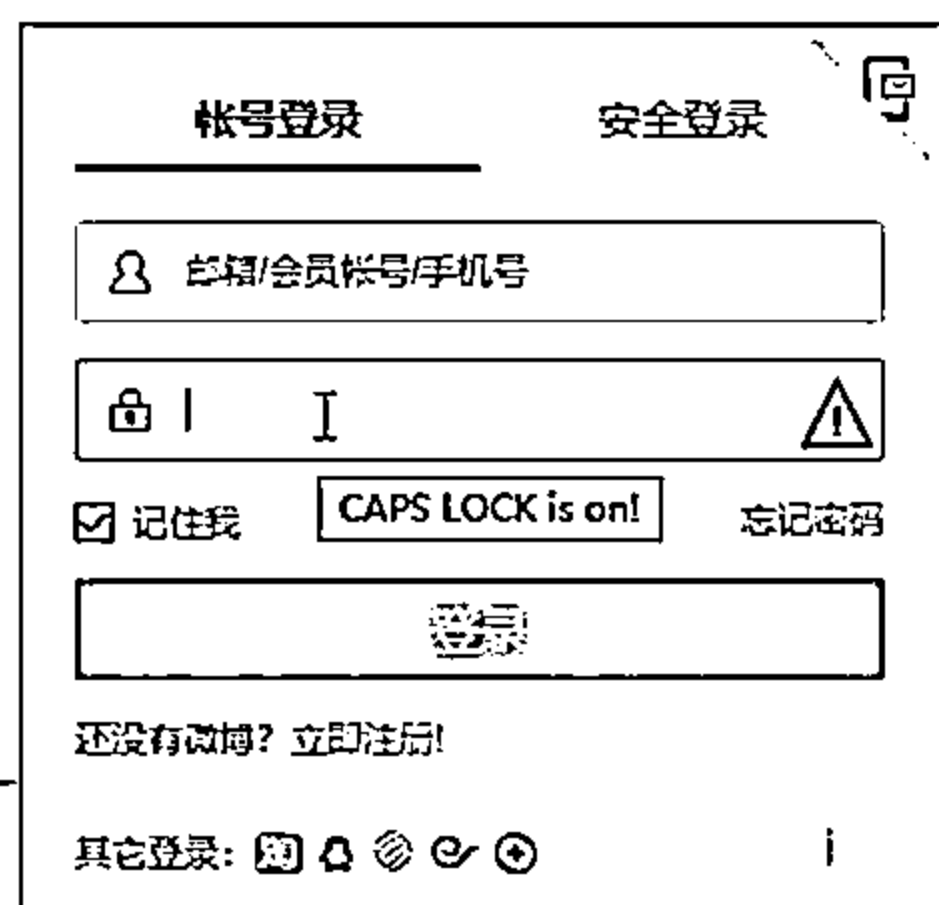 帐号登录 安全登录
邮箱/会员帐号/手机号
记住我 CAPS LOCK is on! 忘记密码
登录
还没有微博？立即注册!
其它登录: 淘